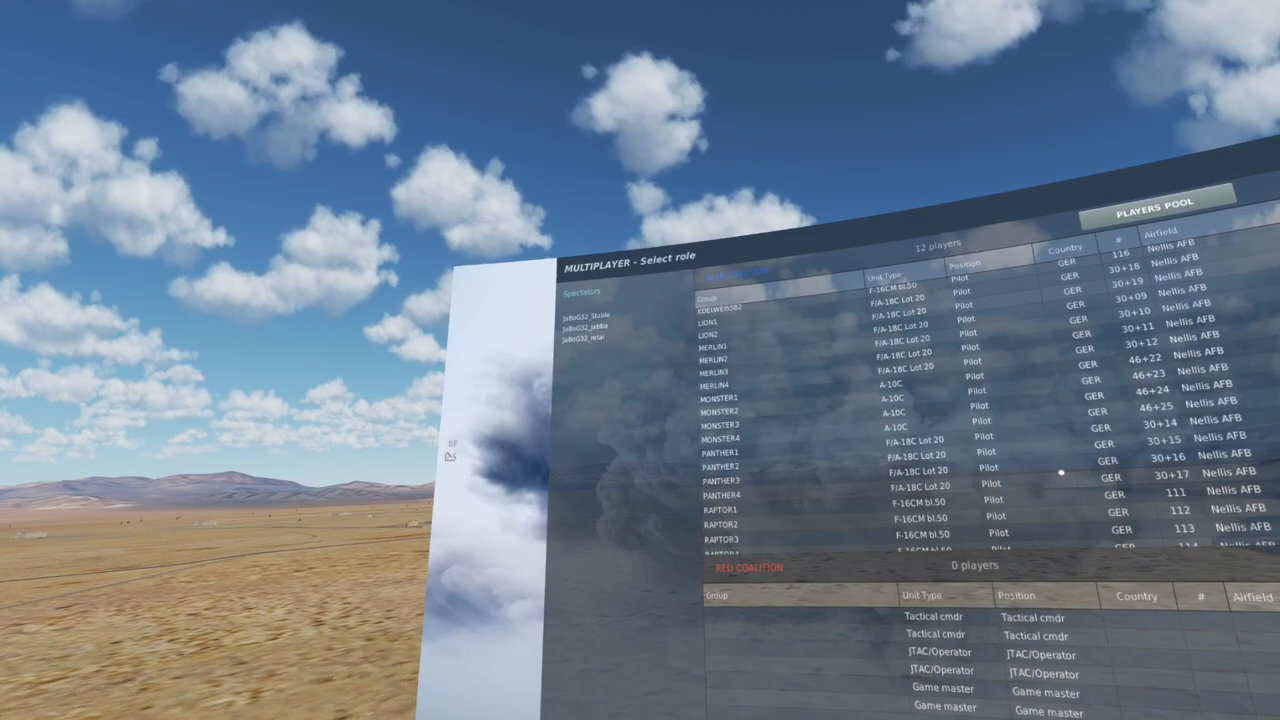 PLAYERS POOL
MULTIPLAYER - Select role
12 players
Spectators
JaBoG32_Stable
JaBoG32_Jabba
Group Unit Type Position Country # Airfield
EDELWEISS82 F-16CM bl.50 Pilot GER 116 Nellis AFB
LION1 F/A-18C Lot 20 Pilot GER 30+18 Nellis AFB
LION2 F/A-18C Lot 20 Pilot GER 30+19 Nellis AFB
MERLIN1 F/A-18C Lot 20 Pilot GER 30+09 Nellis AFB
MERLIN2 F/A-18C Lot 20 Pilot GER 30+10 Nellis AFB
MERLIN3 F/A-18C Lot 20 Pilot GER 30+11 Nellis AFB
MERLIN4 F/A-18C Lot 20 Pilot GER 30+12 Nellis AFB
MONSTER1 A-10C Pilot GER 46+22 Nellis AFB
MONSTER2 A-10C Pilot GER 46+23 Nellis AFB
MONSTER3 A-10C Pilot GER 46+24 Nellis AFB
MONSTER4 A-10C Pilot GER 46+25 Nellis AFB
PANTHER1 F/A-18C Lot 20 Pilot GER 30+14 Nellis AFB
PANTHER2 F/A-18C Lot 20 Pilot GER 30+15 Nellis AFB
PANTHER3 F/A-18C Lot 20 Pilot GER 30+16 Nellis AFB
PANTHER4 F/A-18C Lot 20 Pilot GER 30+17 Nellis AFB
RAPTOR1 F-16CM bl.50 Pilot GER 111 Nellis AFB
RAPTOR2 F-16CM bl.50 Pilot GER 112 Nellis AFB
RAPTOR3 F-16CM bl.50 Pilot GER 113 Nellis AFB
RED COALITION 0 players
Group Unit Type Position Country # Airfield
Tactical cmdr Tactical cmdr
Tactical cmdr Tactical cmdr
JTAC/Operator JTAC/Operator
JTAC/Operator JTAC/Operator
Game master Game master
Game master Game master